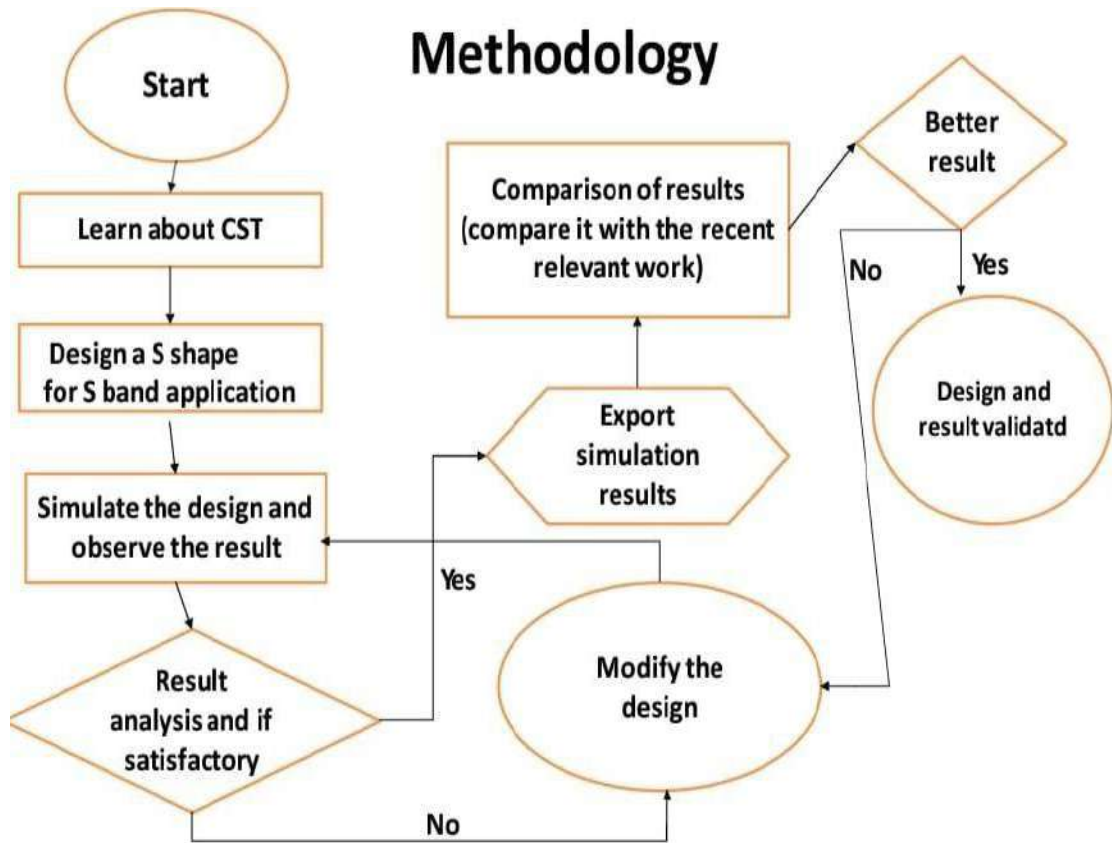 Methodology
Start
Learn about CST
Design a S shape
for S band application
Simulate the design and
observe the result
Result
analysis and if
satisfactory
Yes
No
Export
simulation
results
Comparison of results
(compare it with the recent
relevant work)
Better
result
No
Yes
Design and
result validatd
Modify the
design